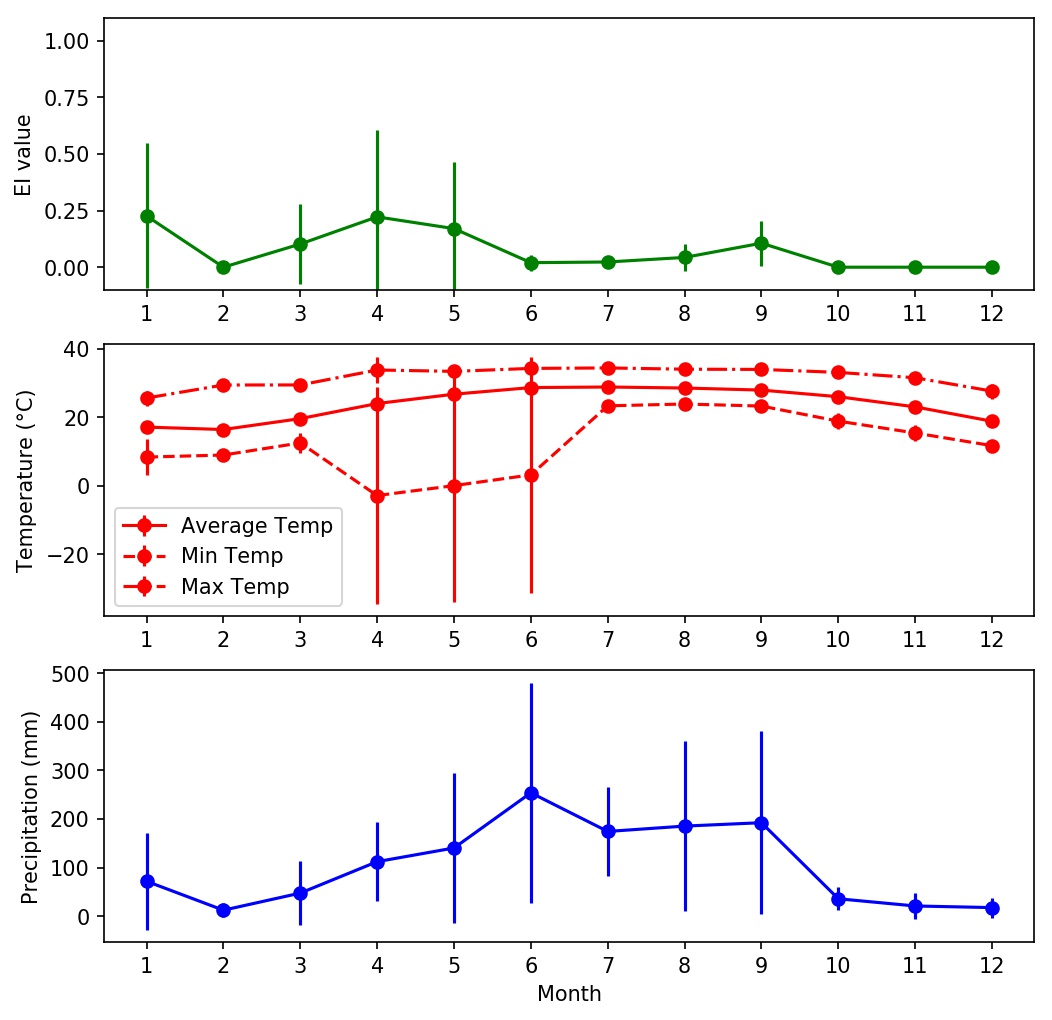 EI value
1.00
0.75
0.50
0.25
0.00
1 2 3 4 5 6 7 8 9 10 11 12
Temperature (°C)
40
20
0
−20
Average Temp
Min Temp
Max Temp
1 2 3 4 5 6 7 8 9 10 11 12
Precipitation (mm)
500
400
300
200
100
0
1 2 3 4 5 6 7 8 9 10 11 12
Month